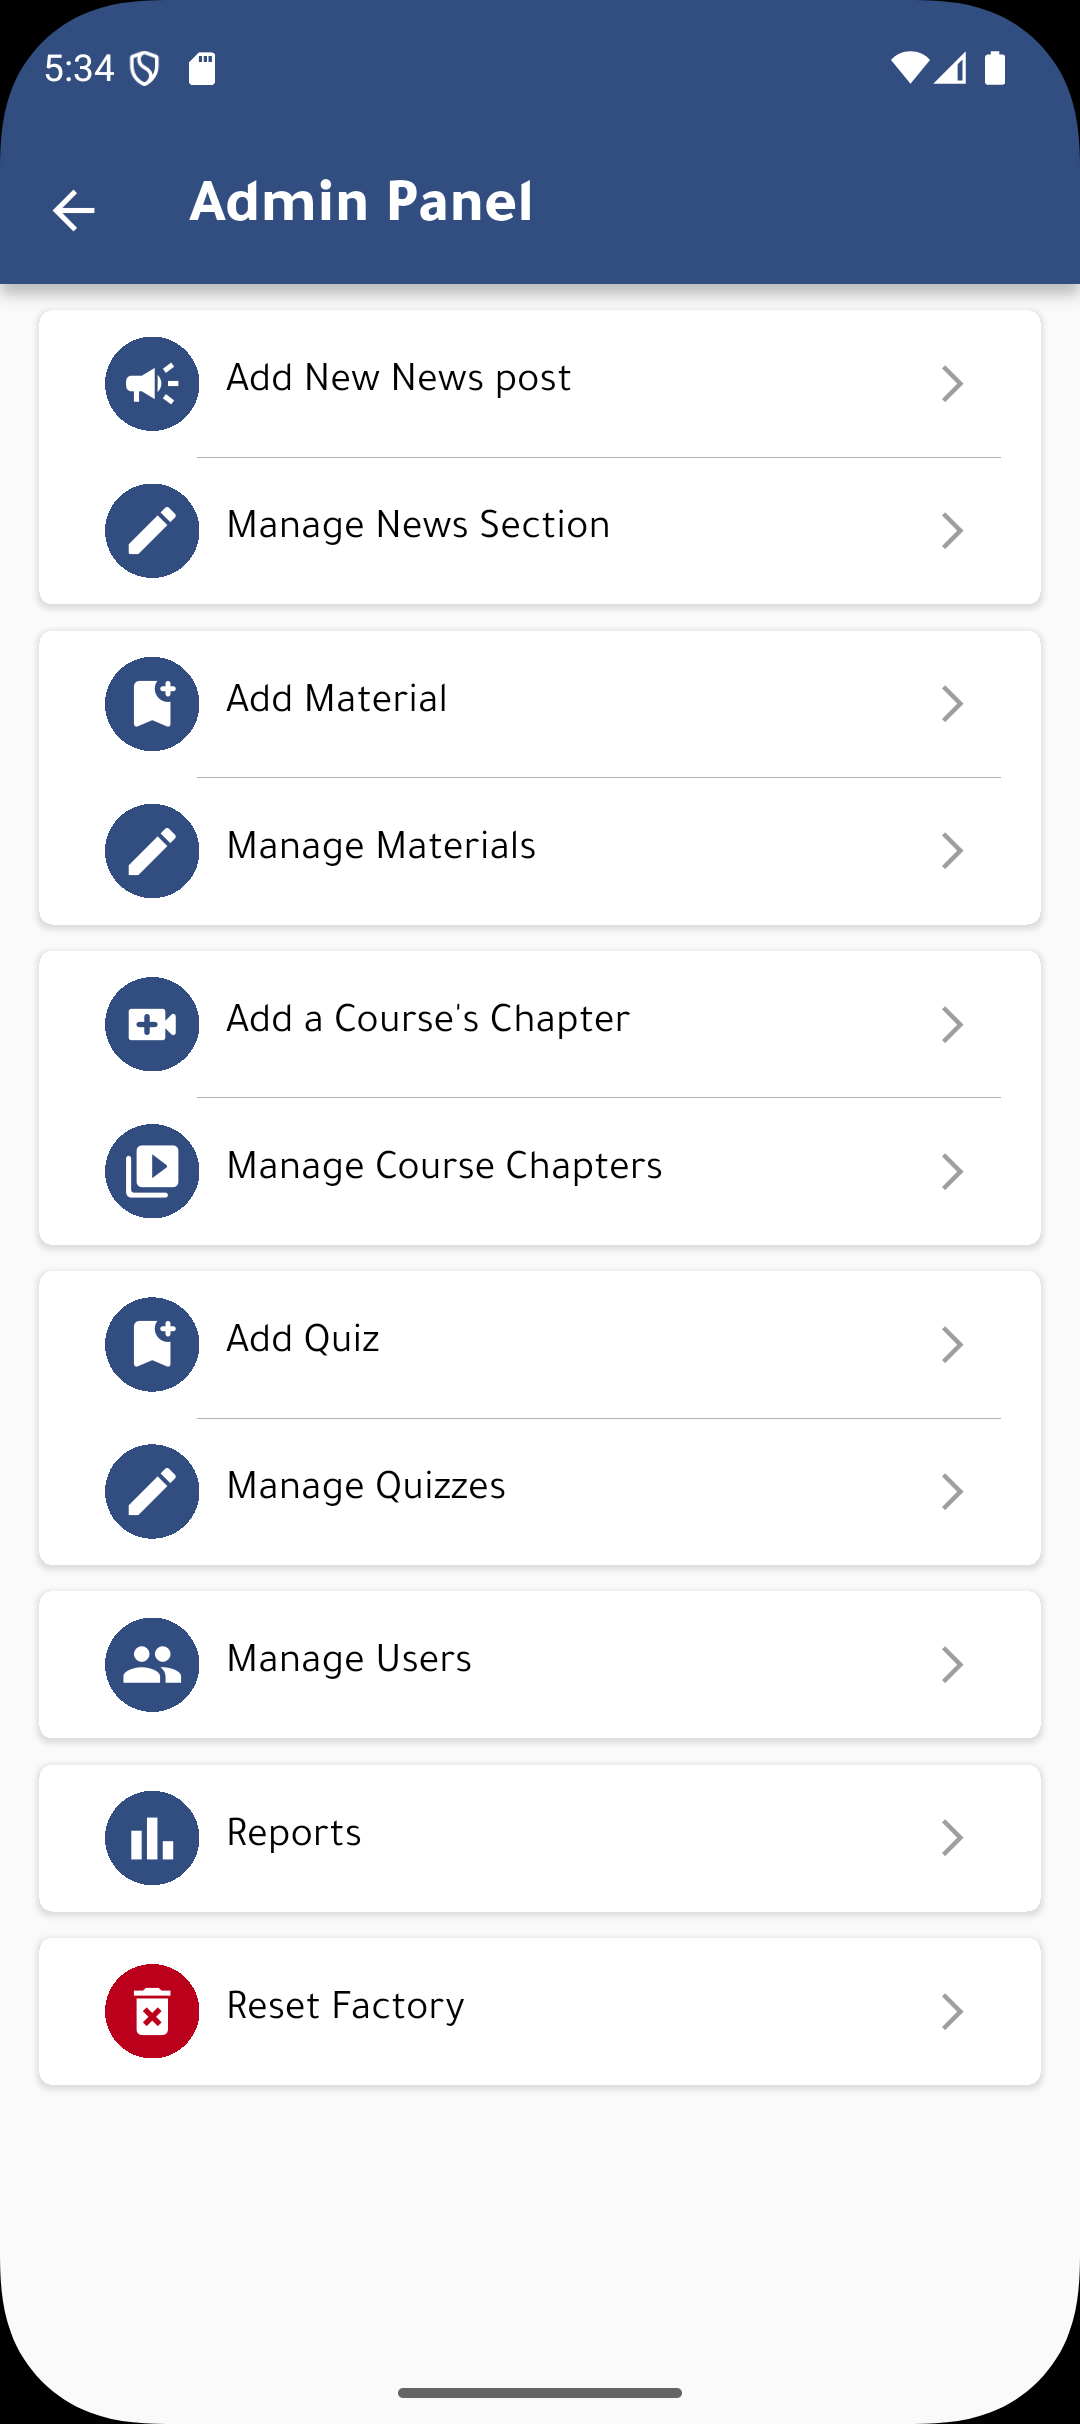 5:34
Admin Panel
Add New News post
Manage News Section
Add Material
Manage Materials
Add a Course's Chapter
Manage Course Chapters
Add Quiz
Manage Quizzes
Manage Users
Reports
Reset Factory